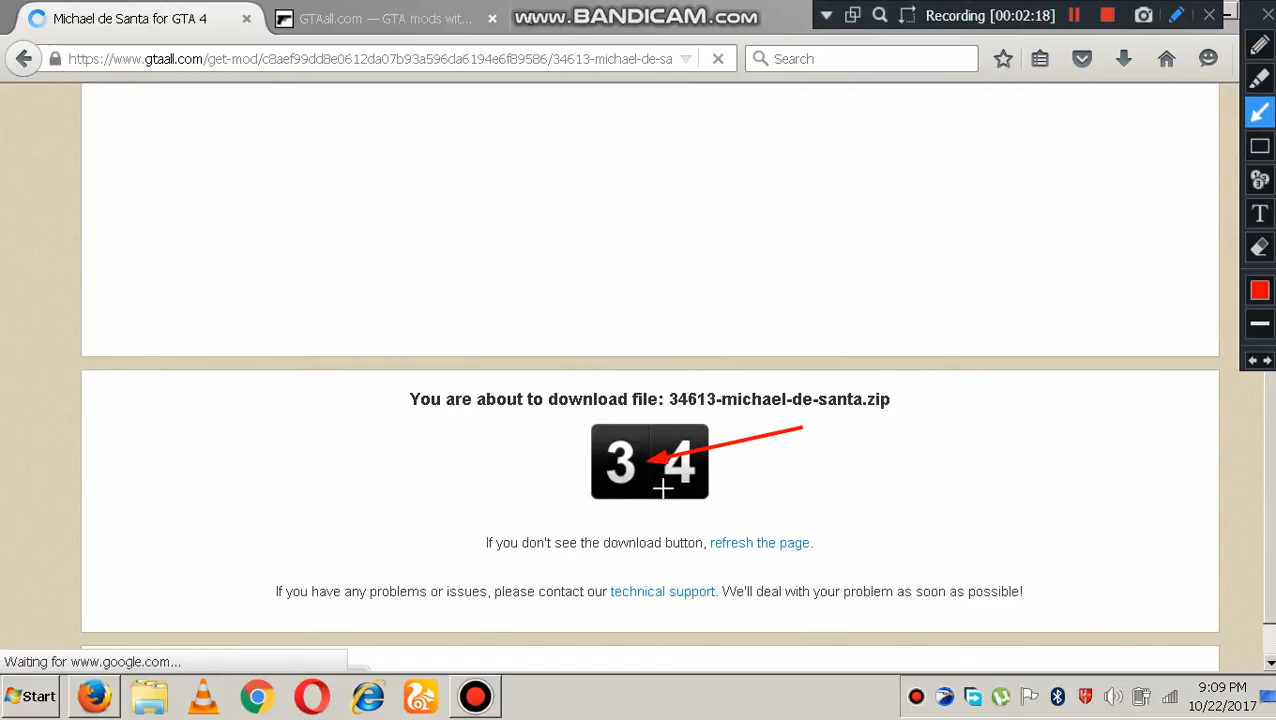 Michael de Santa for GTA 4
GTAall.com — GTA mods wit...
www.BANDICAM.com
Recording [00:02:18]
https://www.gtaall.com/get-mod/c8aef99dd8e0612da07b93a596da6194e6f89586/34613-michael-de-sa
Search
T
You are about to download file: 34613-michael-de-santa.zip
3 4
If you don't see the download button, refresh the page.
If you have any problems or issues, please contact our technical support. We'll deal with your problem as soon as possible!
Waiting for www.google.com...
Start
9:09 PM
10/22/2017